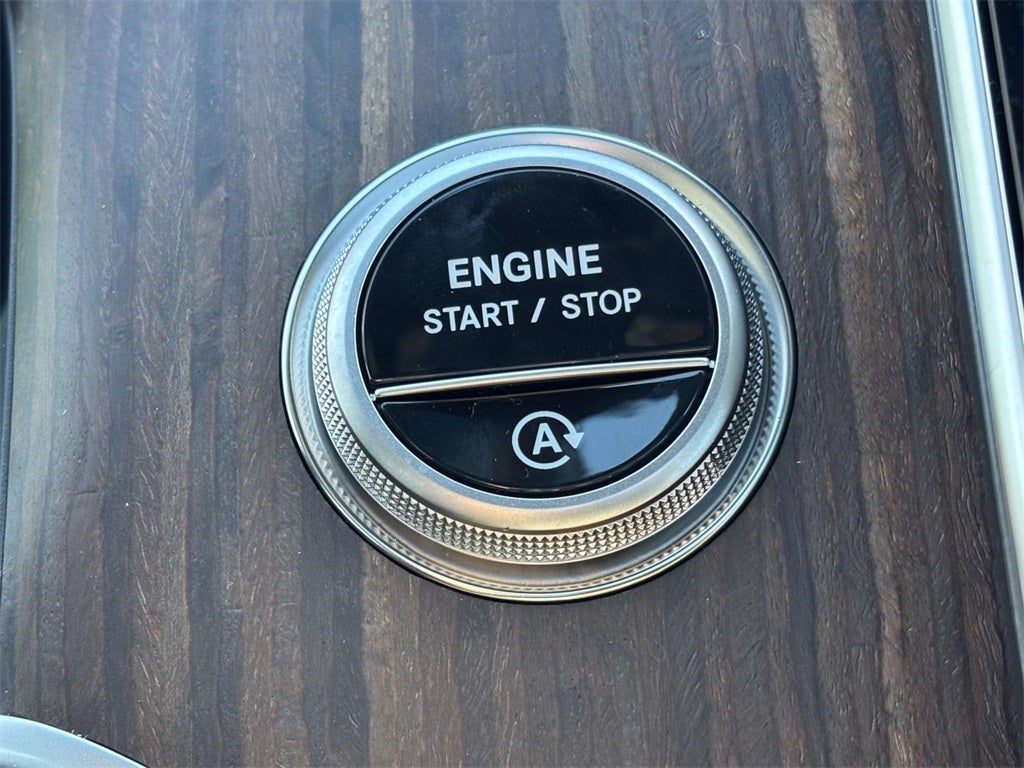 ENGINE
START / STOP
A